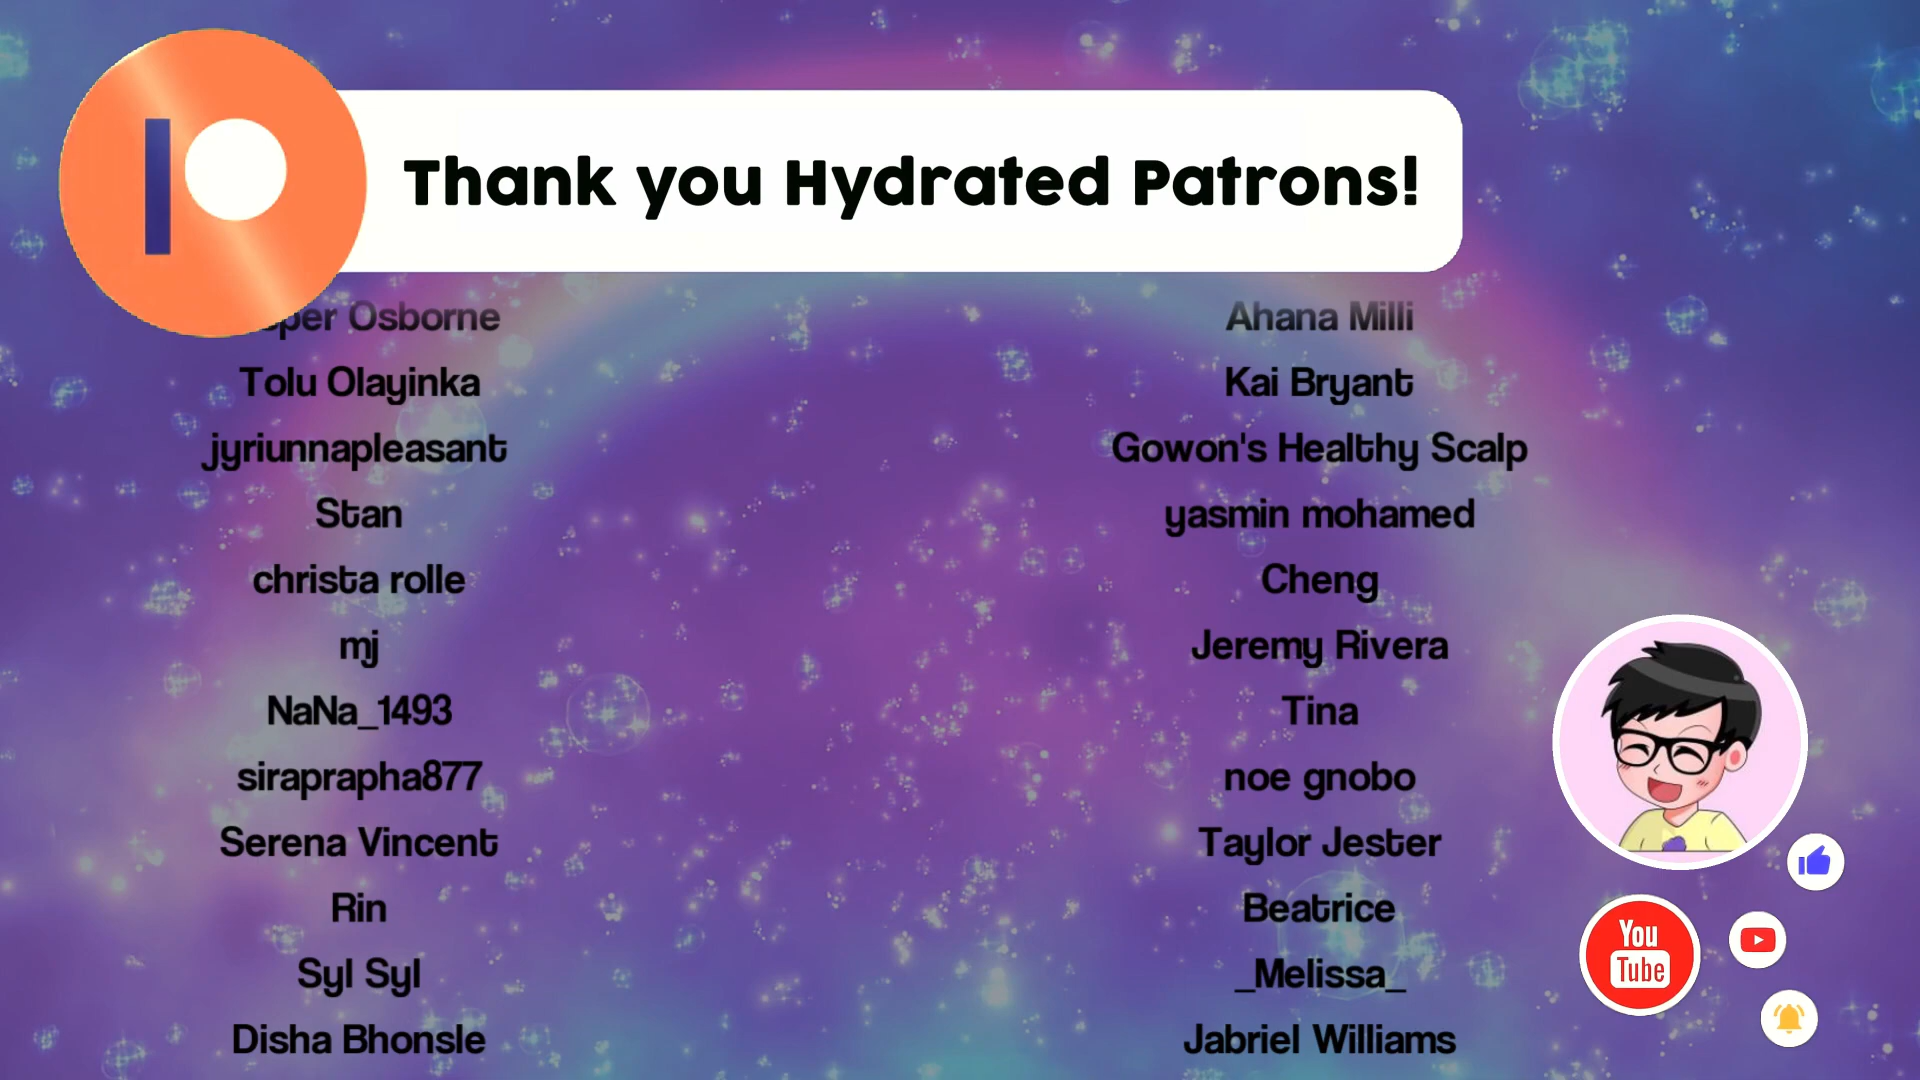 Thank you Hydrated Patrons!
Osborne
Tolu Olayinka
jyriunnapleasant
Stan
christa rolle
mj
NaNa_1493
siraprapha877
Serena Vincent
Rin
Syl Syl
Disha Bhonsle
Ahana Milli
Kai Bryant
Gowon's Healthy Scalp
yasmin mohamed
Cheng
Jeremy Rivera
Tina
noe gnobo
Taylor Jester
Beatrice
_Melissa_
Jabriel Williams
You
Tube